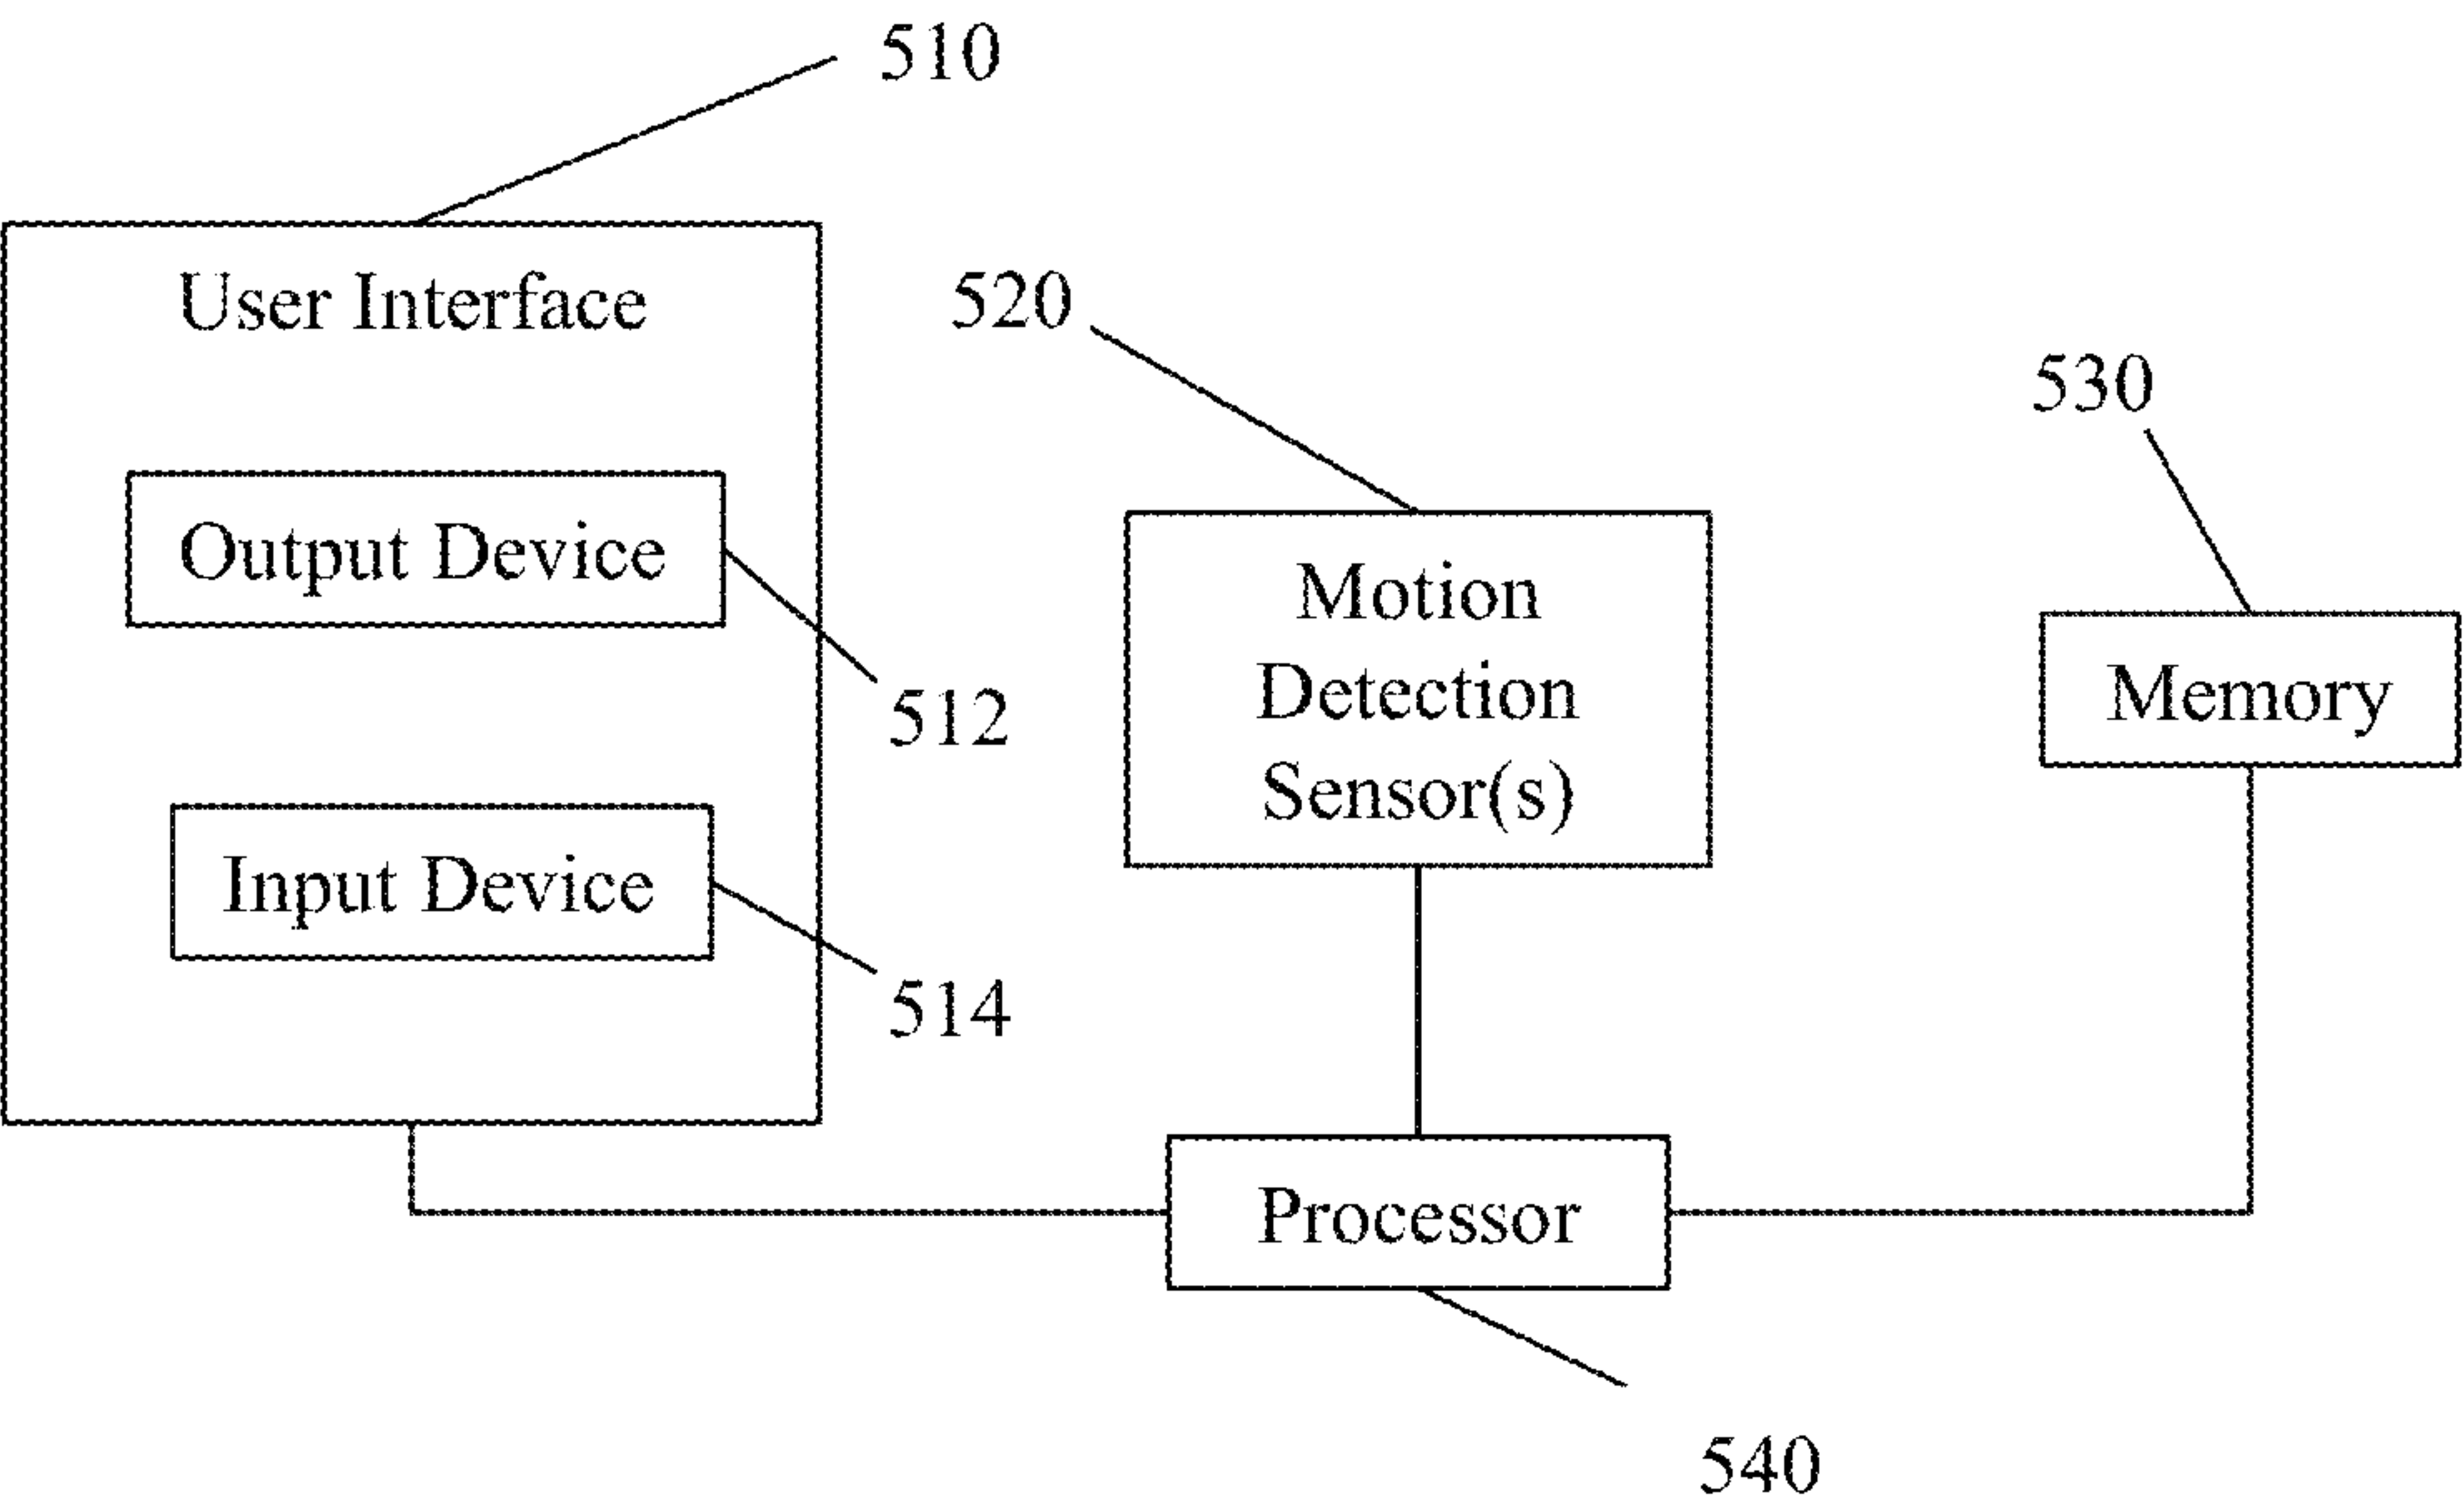 510
User Interface
520
530
Output Device
512
Motion
Detection
Sensor(s)
Memory
Input Device
514
Processor
540